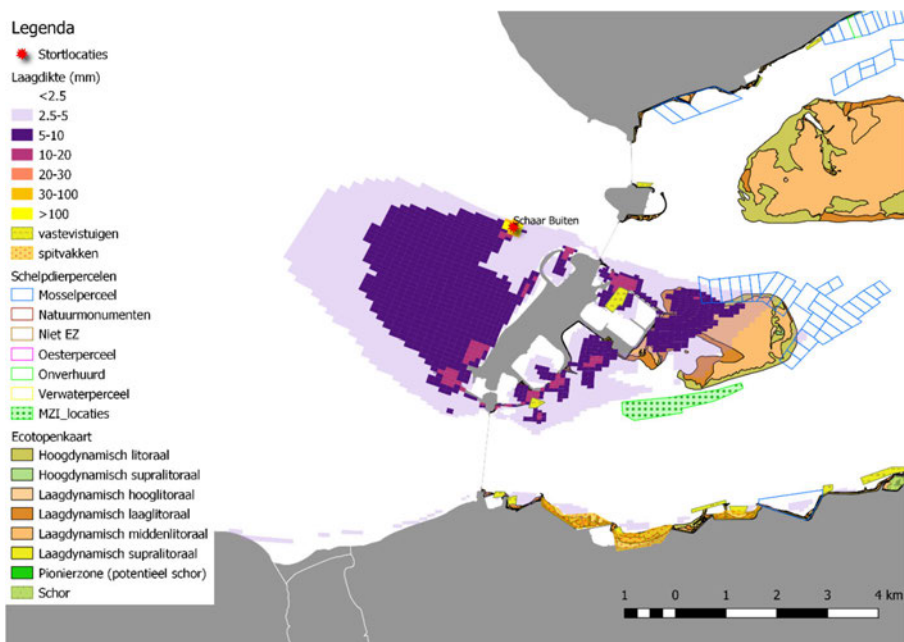 Legenda
Stortlocaties
Laagdikte (mm)
<2.5
2.5-5
5-10
10-20
20-30
30-100
>100
vastevistuigen
spitvakken
Schelpdierpercelen
Mosselperceel
Natuurmonumenten
Niet EZ
Oesterperceel
Onverhuurd
Verwaterperceel
MZI_locaties
Ecotopenkaart
Hoogdynamisch litoraal
Hoogdynamisch supralitoraal
Laagdynamisch hooglitoraal
Laagdynamisch laaglitoraal
Laagdynamisch middenlitoraal
Laagdynamisch supralitoraal
Pionierzone (potentieel schor)
Schor
Schaar Buiten
1 0 1 2 3 4 km